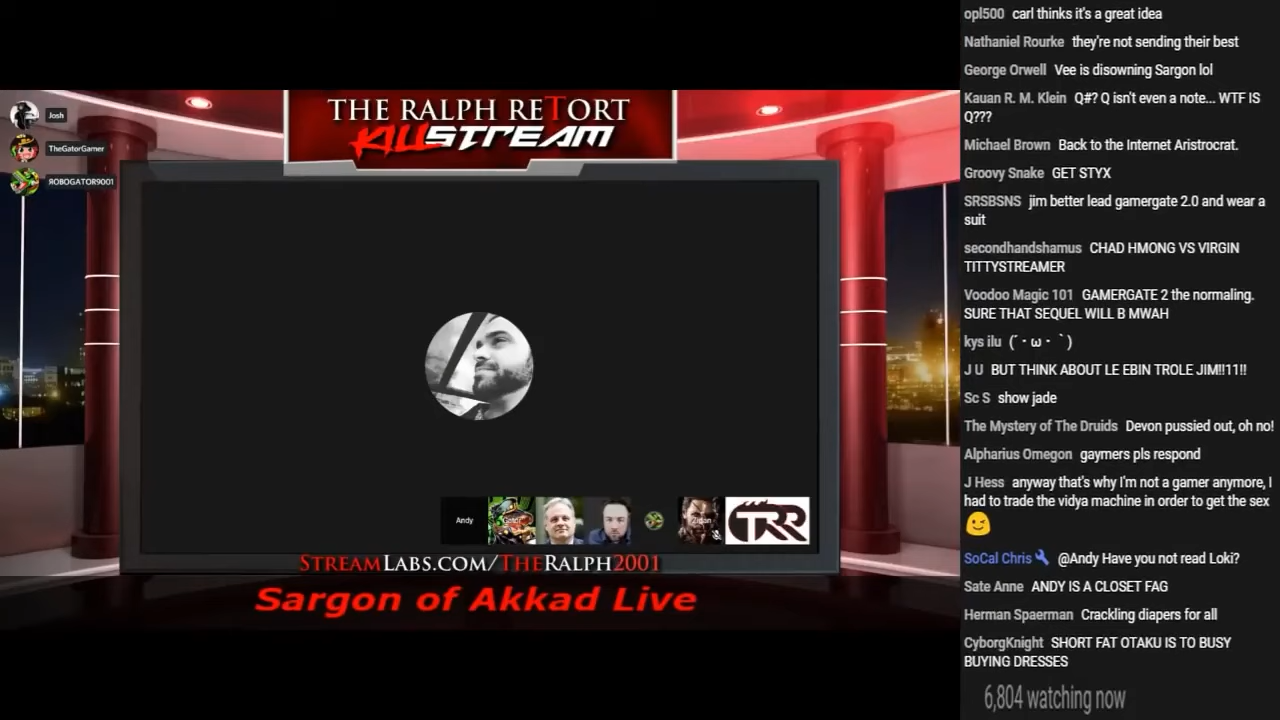 THE RALPH RETORT
KILLSTREAM
Josh
TheGatorGamer
ЯOBOGATOR9001
Andy
Gator
Zidan
TRR
STREAMLABS.COM/THERALPH2001
Sargon of Akkad Live
opl500 carl thinks it's a great idea
Nathaniel Rourke they're not sending their best
George Orwell Vee is disowning Sargon lol
Kauan R. M. Klein Q#? Q isn't even a note... WTF IS
Q???
Michael Brown Back to the Internet Aristrocrat.
Groovy Snake GET STYX
SRSBSNS jim better lead gamergate 2.0 and wear a
suit
secondhandshamus CHAD HMONG VS VIRGIN
TITTYSTREAMER
Voodoo Magic 101 GAMERGATE 2 the normaling.
SURE THAT SEQUEL WILL B MWAH
kys ilu (´・ω・｀)
J U BUT THINK ABOUT LE EBIN TROLE JIM!!11!!
Sc S show jade
The Mystery of The Druids Devon pussied out, oh no!
Alpharius Omegon gaymers pls respond
J Hess anyway that's why I'm not a gamer anymore, I
had to trade the vidya machine in order to get the sex
😉
SoCal Chris @Andy Have you not read Loki?
Sate Anne ANDY IS A CLOSET FAG
Herman Spaerman Crackling diapers for all
CyborgKnight SHORT FAT OTAKU IS TO BUSY
BUYING DRESSES
6,804 watching now